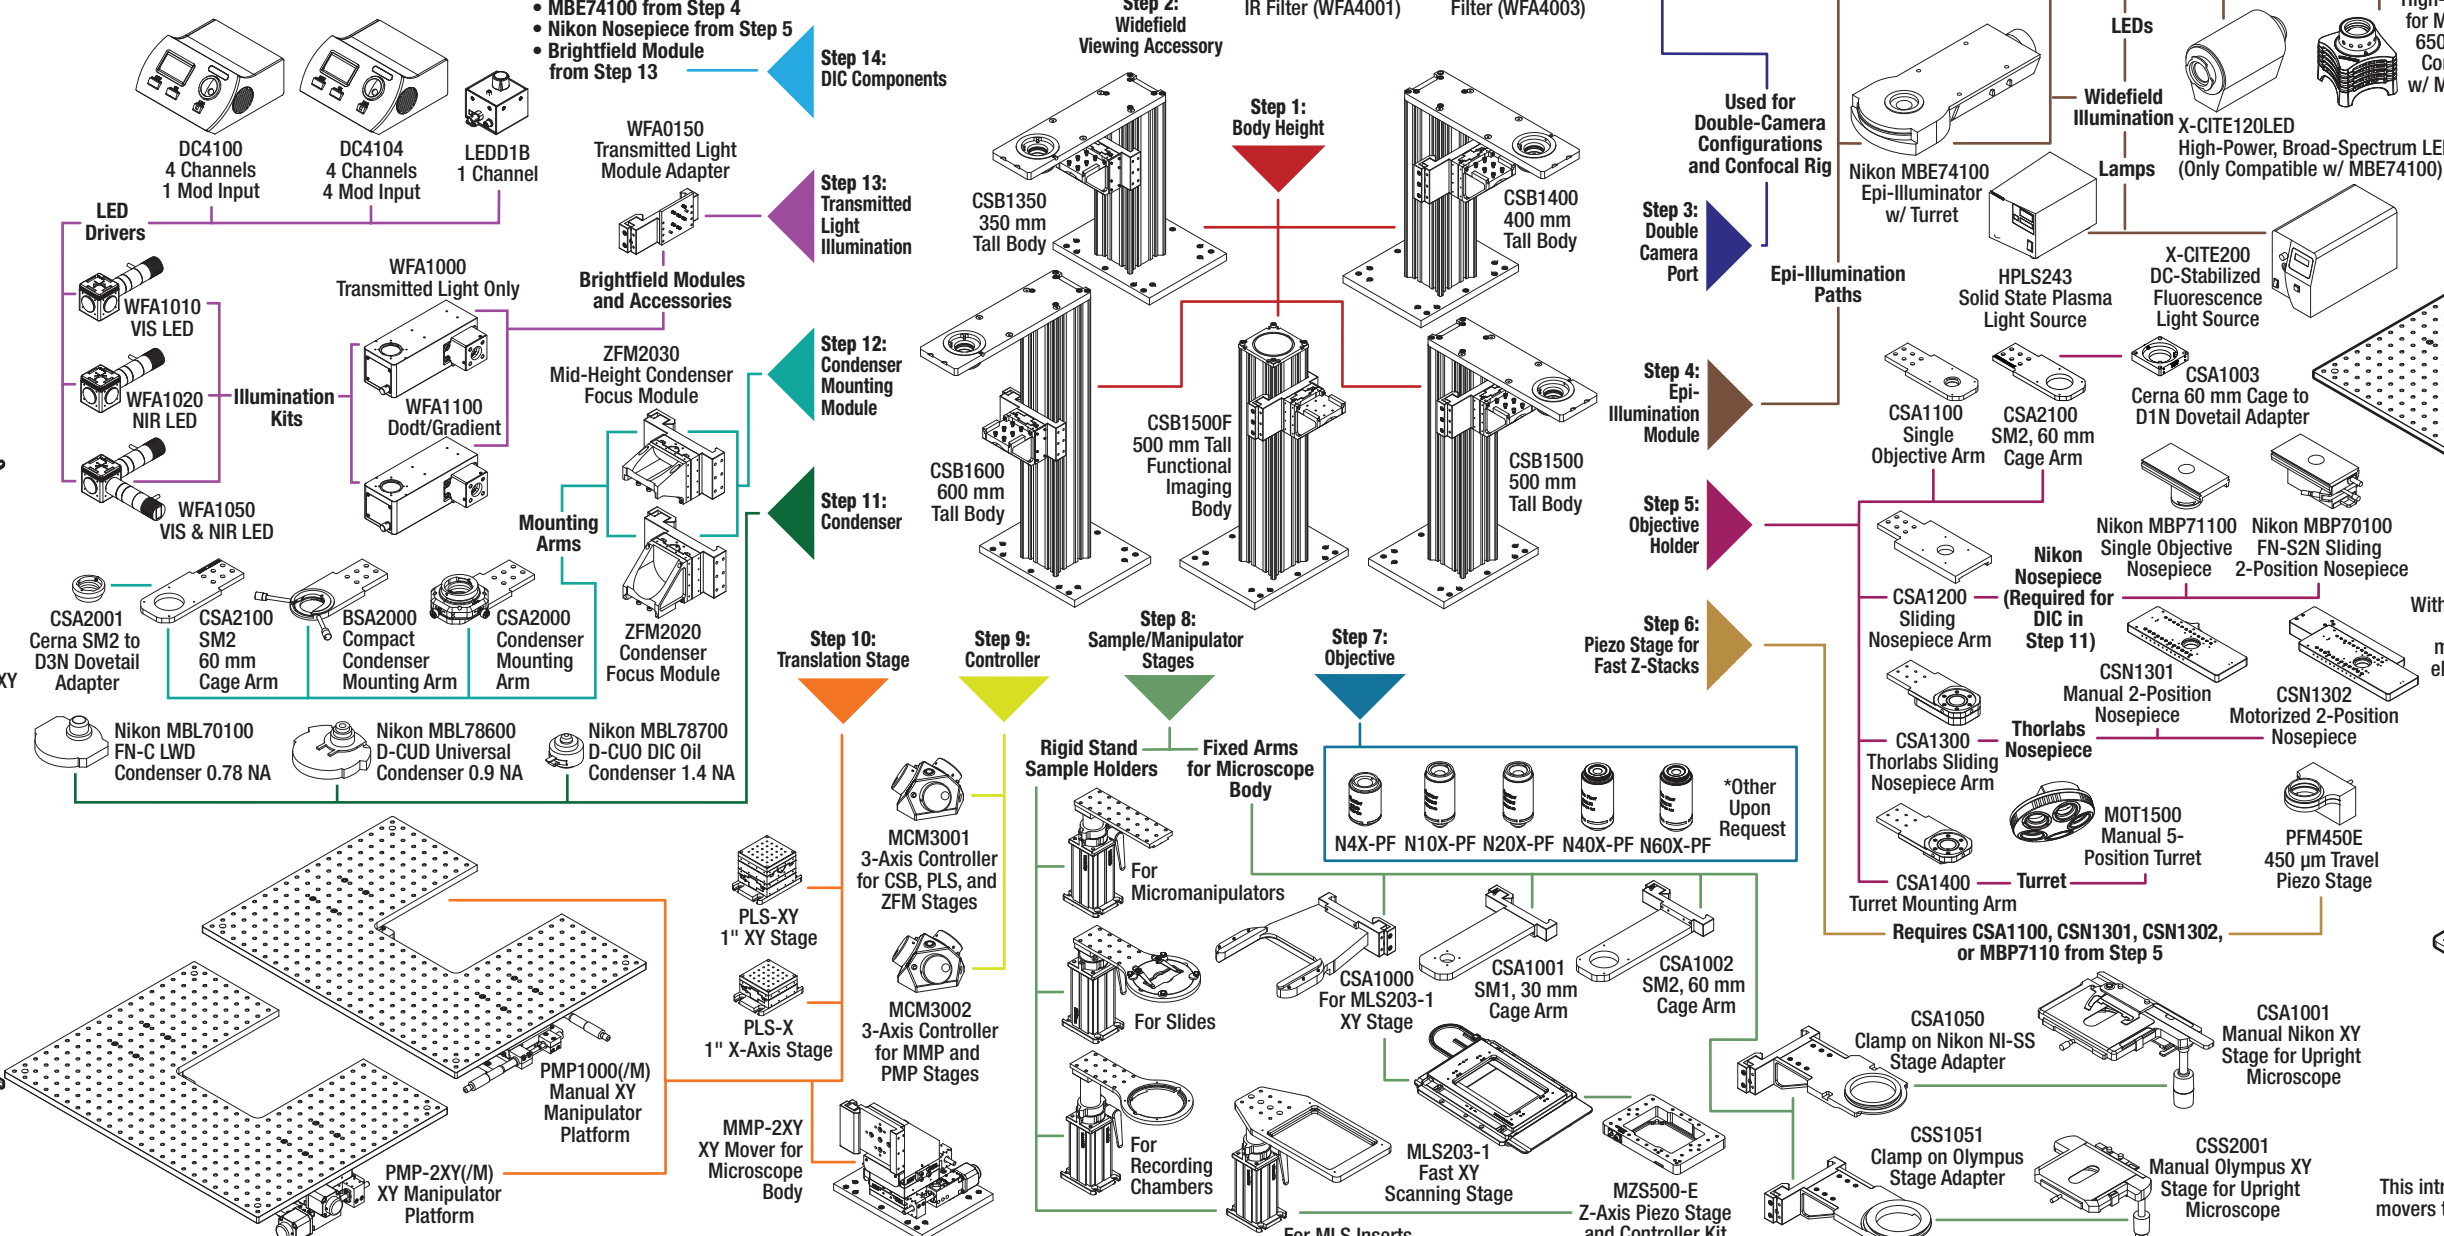 • MBE74100 from Step 4
• Nikon Nosepiece from Step 5
• Brightfield Module
from Step 13
Step 14:
DIC Components
DC4100
4 Channels
1 Mod Input
DC4104
4 Channels
4 Mod Input
LEDD1B
1 Channel
WFA0150
Transmitted Light
Module Adapter
Step 13:
Transmitted
Light
Illumination
LED
Drivers
WFA1010
VIS LED
WFA1020
NIR LED
WFA1050
VIS & NIR LED
Illumination
Kits
WFA1000
Transmitted Light Only
WFA1100
Dodt/Gradient
Brightfield Modules
and Accessories
ZFM2030
Mid-Height Condenser
Focus Module
Step 12:
Condenser
Mounting
Module
Step 11:
Condenser
Mounting
Arms
ZFM2020
Condenser
Focus Module
CSA2001
Cerna SM2 to
D3N Dovetail
Adapter
CSA2100
SM2
60 mm
Cage Arm
BSA2000
Compact
Condenser
Mounting Arm
CSA2000
Condenser
Mounting
Arm
XY
Nikon MBL70100
FN-C LWD
Condenser 0.78 NA
Nikon MBL78600
D-CUD Universal
Condenser 0.9 NA
Nikon MBL78700
D-CUO DIC Oil
Condenser 1.4 NA
Step 2:
Widefield
Viewing Accessory
IR Filter (WFA4001)
Filter (WFA4003)
Step 1:
Body Height
CSB1350
350 mm
Tall Body
CSB1400
400 mm
Tall Body
CSB1600
600 mm
Tall Body
CSB1500F
500 mm Tall
Functional
Imaging
Body
CSB1500
500 mm
Tall Body
Used for
Double-Camera
Configurations
and Confocal Rig
Step 3:
Double
Camera
Port
Epi-Illumination
Paths
Step 4:
Epi-
Illumination
Module
Step 5:
Objective
Holder
Step 6:
Piezo Stage for
Fast Z-Stacks
LEDs
Widefield
Illumination
Lamps
Nikon MBE74100
Epi-Illuminator
w/ Turret
X-CITE120LED
High-Power, Broad-Spectrum LE
(Only Compatible w/ MBE74100)
for M
650
Co
w/ M
HPLS243
Solid State Plasma
Light Source
X-CITE200
DC-Stabilized
Fluorescence
Light Source
CSA1100
Single
Objective Arm
CSA2100
SM2, 60 mm
Cage Arm
CSA1003
Cerna 60 mm Cage to
D1N Dovetail Adapter
CSA1200
Sliding
Nosepiece Arm
Nikon
Nosepiece
(Required for
DIC in
Step 11)
Nikon MBP71100
Single Objective
Nosepiece
Nikon MBP70100
FN-S2N Sliding
2-Position Nosepiece
CSN1301
Manual 2-Position
Nosepiece
CSN1302
Motorized 2-Position
Nosepiece
CSA1300
Thorlabs Sliding
Nosepiece Arm
Thorlabs
Nosepiece
CSA1400
Turret Mounting Arm
Turret
MOT1500
Manual 5-
Position Turret
PFM450E
450 µm Travel
Piezo Stage
Requires CSA1100, CSN1301, CSN1302,
or MBP7110 from Step 5
With
m
el
Step 10:
Translation Stage
Step 9:
Controller
Step 8:
Sample/Manipulator
Stages
Step 7:
Objective
N4X-PF
N10X-PF
N20X-PF
N40X-PF
N60X-PF
*Other
Upon
Request
PLS-XY
1" XY Stage
PLS-X
1" X-Axis Stage
MCM3001
3-Axis Controller
for CSB, PLS, and
ZFM Stages
MCM3002
3-Axis Controller
for MMP and
PMP Stages
PMP1000(/M)
Manual XY
Manipulator
Platform
PMP-2XY(/M)
XY Manipulator
Platform
MMP-2XY
XY Mover for
Microscope
Body
Rigid Stand
Sample Holders
Fixed Arms
for Microscope
Body
For
Micromanipulators
For Slides
For
Recording
Chambers
For MLS Inserts
CSA1000
For MLS203-1
XY Stage
CSA1001
SM1, 30 mm
Cage Arm
CSA1002
SM2, 60 mm
Cage Arm
MLS203-1
Fast XY
Scanning Stage
MZS500-E
Z-Axis Piezo Stage
and Controller Kit
CSA1050
Clamp on Nikon NI-SS
Stage Adapter
CSA1001
Manual Nikon XY
Stage for Upright
Microscope
CSS1051
Clamp on Olympus
Stage Adapter
CSS2001
Manual Olympus XY
Stage for Upright
Microscope
This intr
movers t